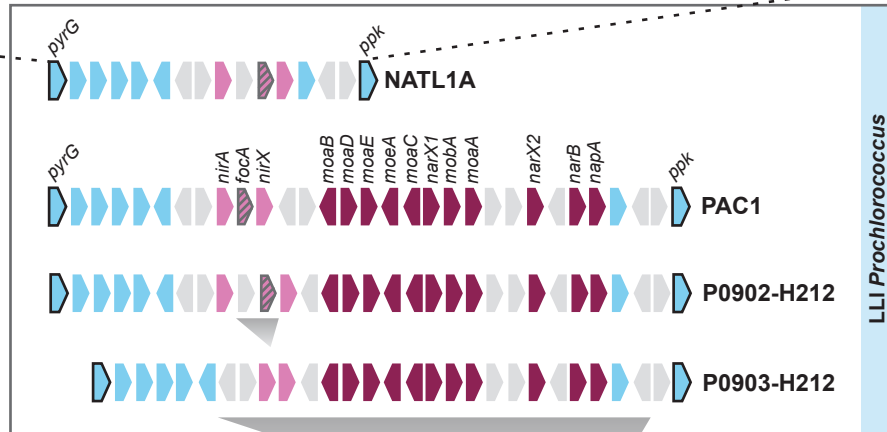 pyrG ppk
NATL1A
pyrG nirA focA nirX moaB moaD moaE moeA moaC narX1 mobA moaA narX2 narB napA ppk
PAC1
P0902-H212
P0903-H212
LLI Prochlorococcus